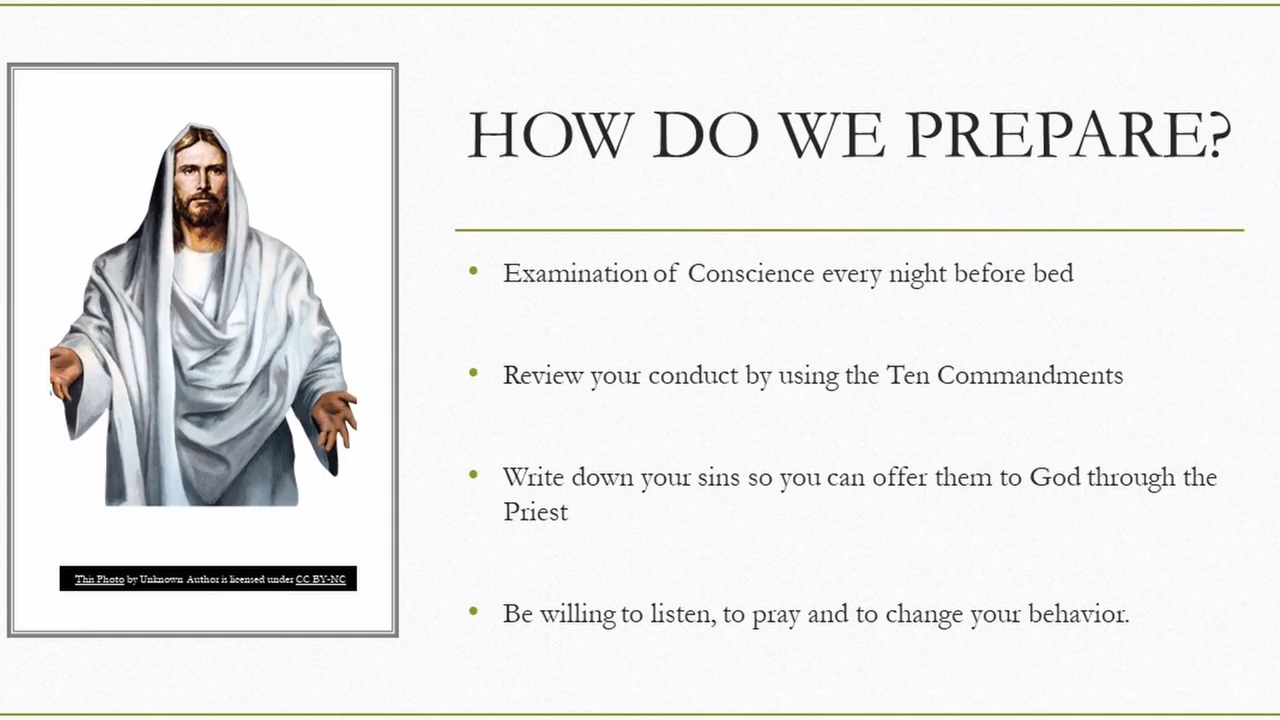 HOW DO WE PREPARE?
• Examination of Conscience every night before bed
• Review your conduct by using the Ten Commandments
• Write down your sins so you can offer them to God through the
Priest
• Be willing to listen, to pray and to change your behavior.
This Photo by Unknown Author is licensed under CC BY-NC